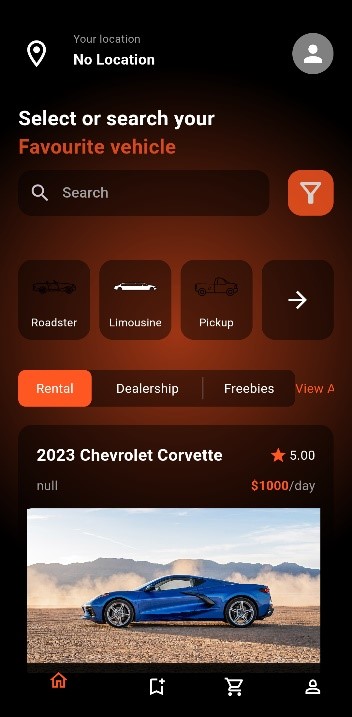 Your location
No Location
Select or search your
Favourite vehicle
Search
Roadster
Limousine
Pickup
Rental
Dealership
Freebies
View A
2023 Chevrolet Corvette
5.00
null
$1000/day